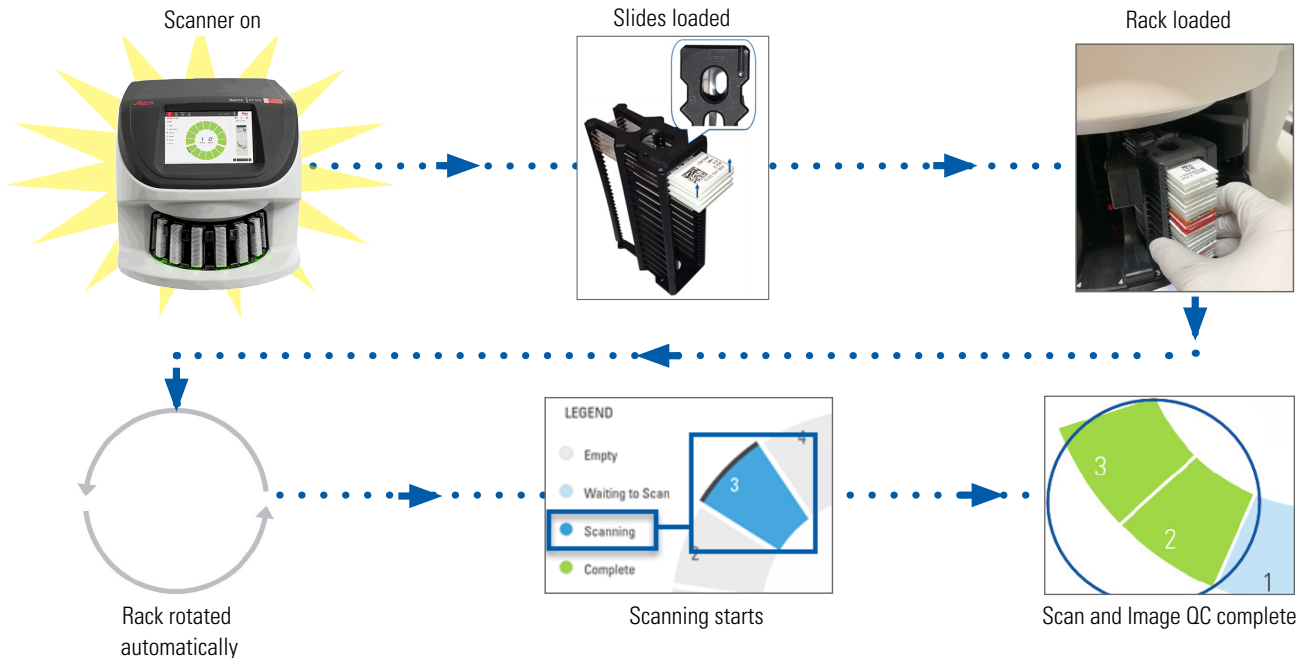 Scanner on
Slides loaded
Rack loaded
LEGEND
Empty
Waiting to Scan
Scanning
Complete
4
3
2
3
2
1
Rack rotated
automatically
Scanning starts
Scan and Image QC complete